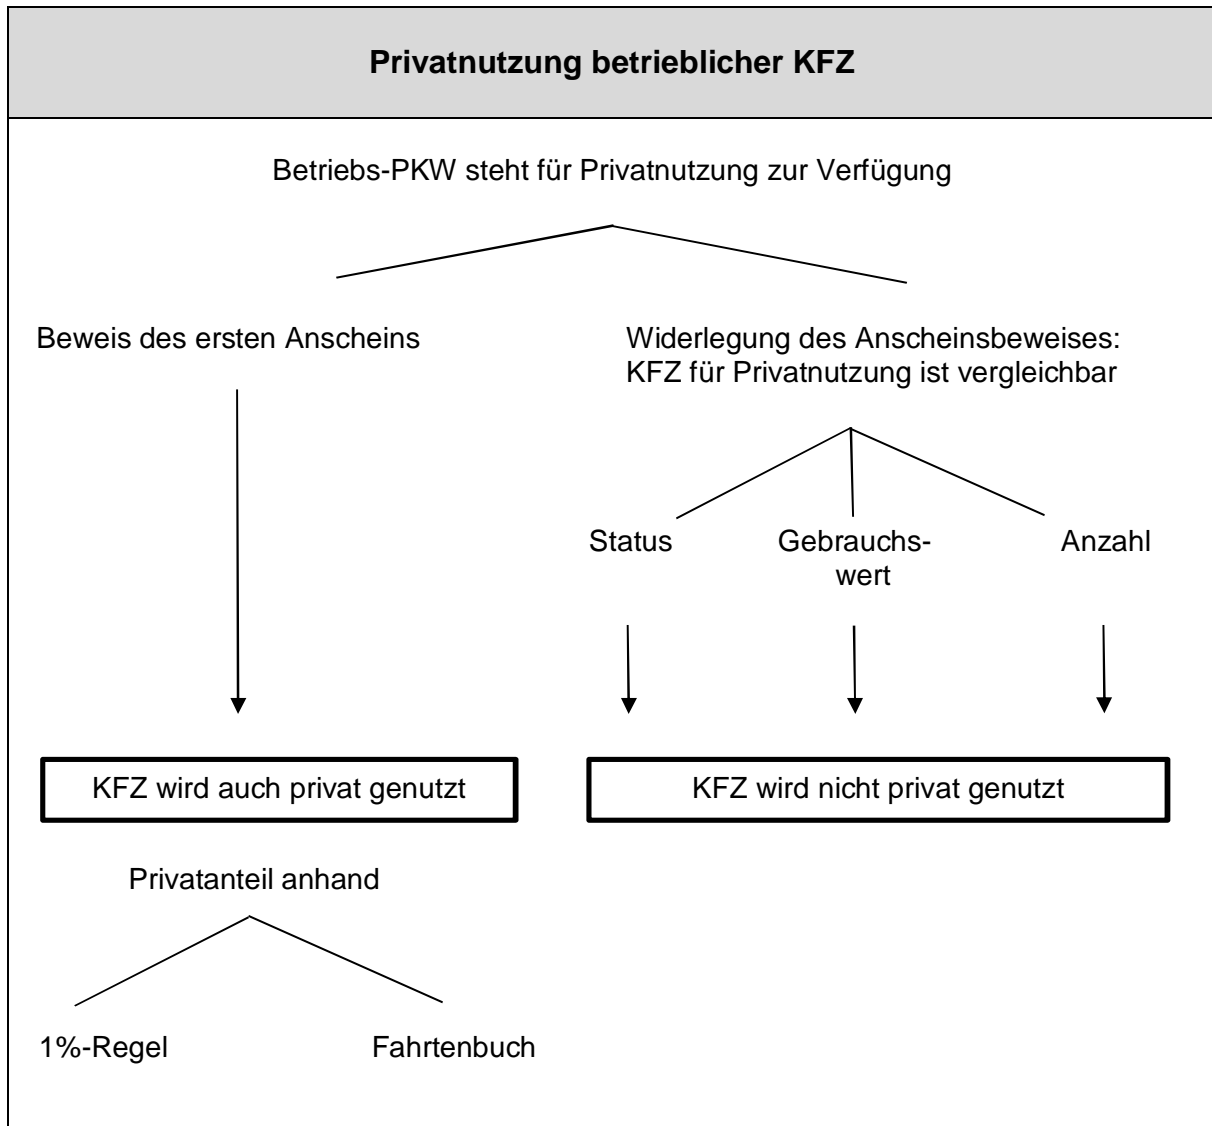 Privatnutzung betrieblicher KFZ
Betriebs-PKW steht für Privatnutzung zur Verfügung
Beweis des ersten Anscheins
Widerlegung des Anscheinsbeweises:
KFZ für Privatnutzung ist vergleichbar
Status
Gebrauchs-
wert
Anzahl
KFZ wird auch privat genutzt
KFZ wird nicht privat genutzt
Privatanteil anhand
1%-Regel
Fahrtenbuch